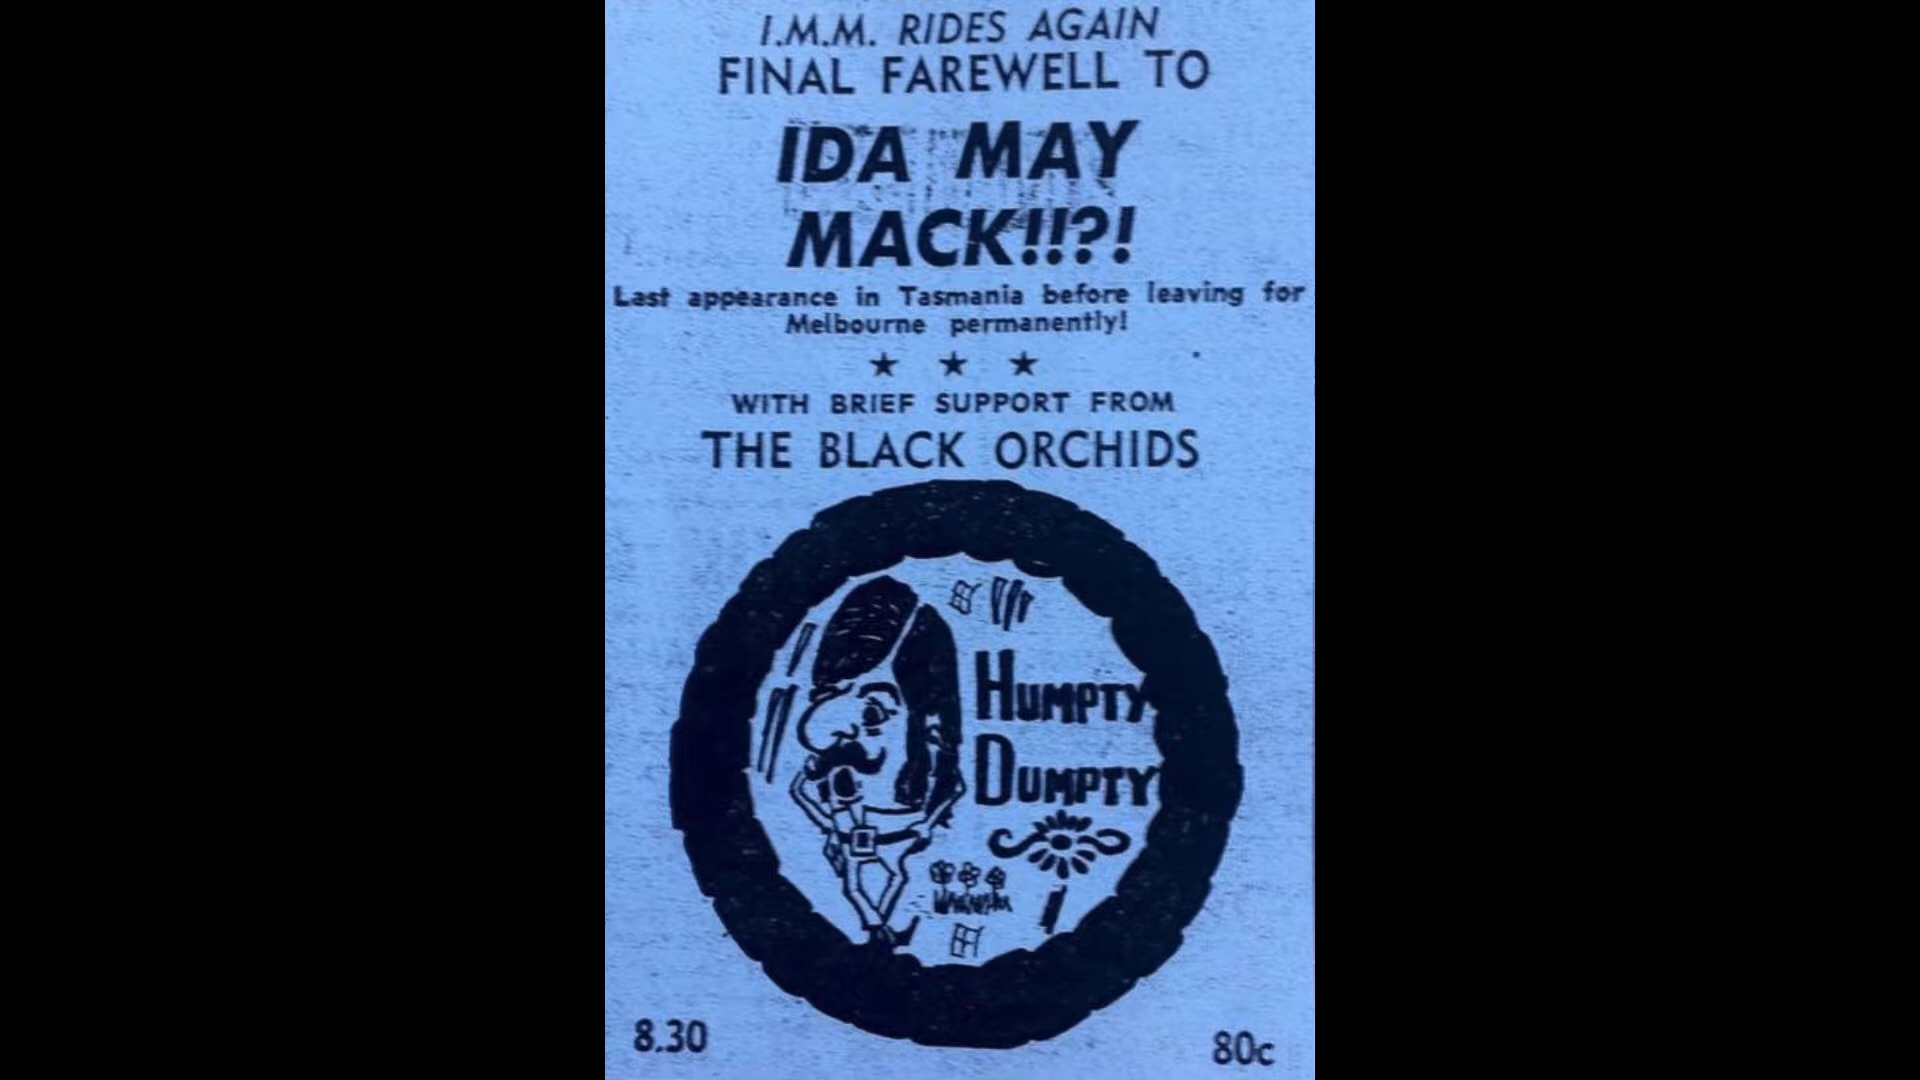 I.M.M. RIDES AGAIN
FINAL FAREWELL TO
IDA MAY
MACK!!?!
Last appearance in Tasmania before leaving for
Melbourne permanently!
WITH BRIEF SUPPORT FROM
THE BLACK ORCHIDS
HUMPTY
DUMPTY
8.30
80c